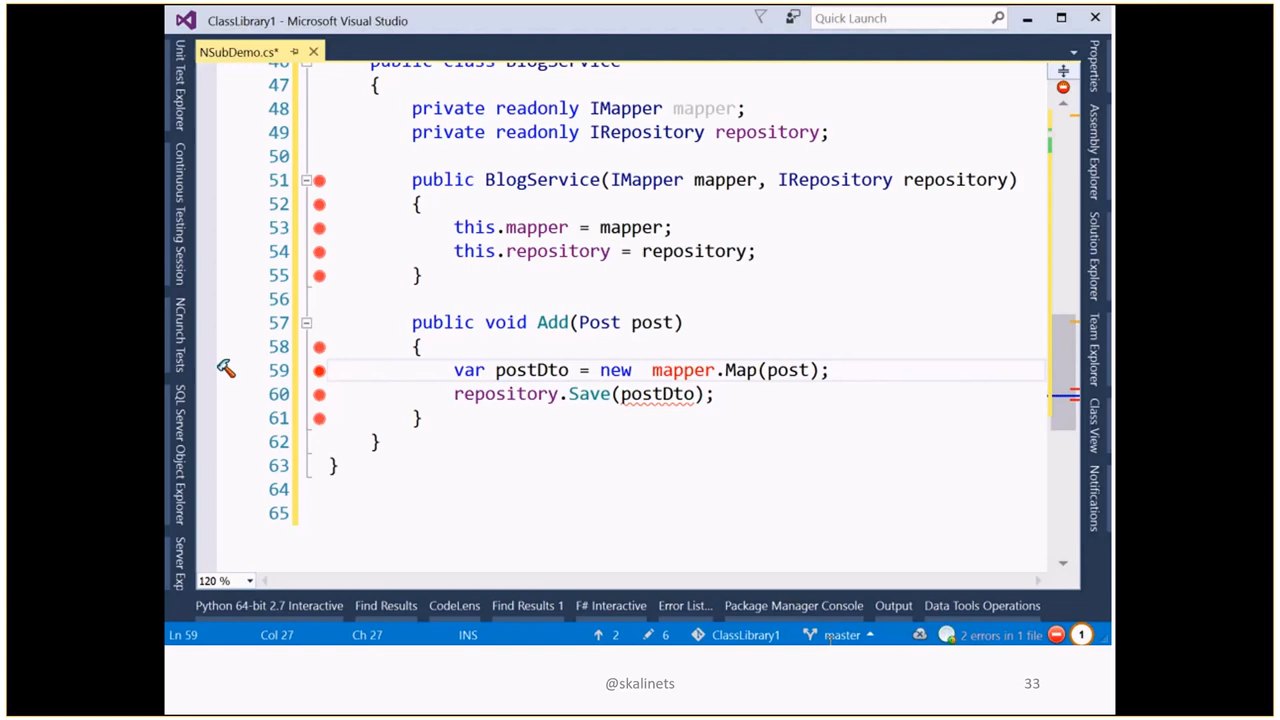 ClassLibrary1 - Microsoft Visual Studio
Quick Launch
NSubDemo.cs*
46 public class BlogService
47 {
48 private readonly IMapper mapper;
49 private readonly IRepository repository;
50
51 public BlogService(IMapper mapper, IRepository repository)
52 {
53 this.mapper = mapper;
54 this.repository = repository;
55 }
56
57 public void Add(Post post)
58 {
59 var postDto = new  mapper.Map(post);
60 repository.Save(postDto);
61 }
62 }
63 }
64
65
Unit Test Explorer
Continuous Testing Session
NCrunch Tests
SQL Server Object Explorer
Server Exp
Properties
Assembly Explorer
Solution Explorer
Team Explorer
Class View
Notifications
120 %
Python 64-bit 2.7 Interactive Find Results CodeLens Find Results 1 F# Interactive Error List... Package Manager Console Output Data Tools Operations
Ln 59 Col 27 Ch 27 INS 2 6 ClassLibrary1 master 2 errors in 1 file 1
@skalinets
33